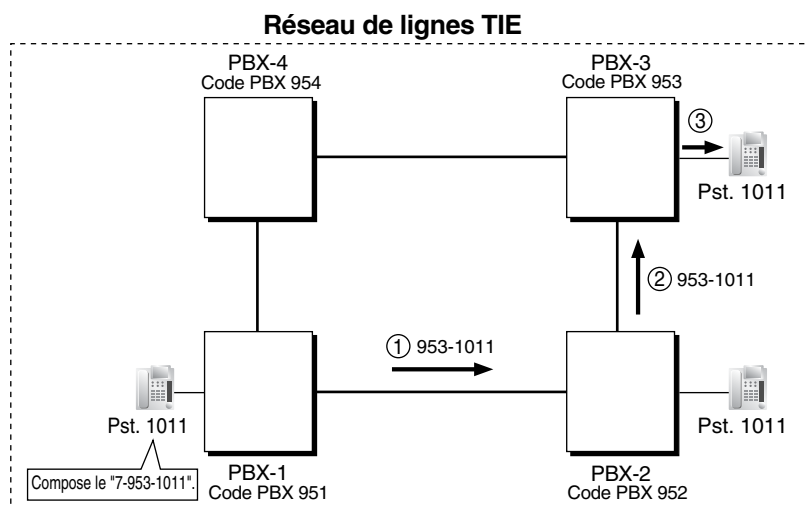 Réseau de lignes TIE
PBX-4
Code PBX 954
PBX-3
Code PBX 953
③
Pst. 1011
② 953-1011
① 953-1011
Pst. 1011
Pst. 1011
Compose le "7-953-1011".
PBX-1
Code PBX 951
PBX-2
Code PBX 952